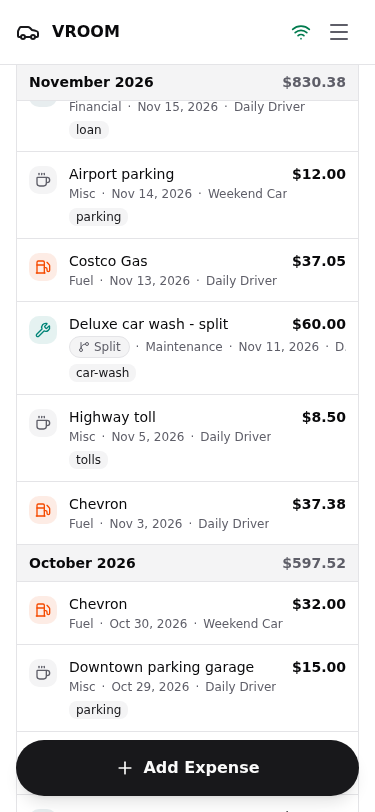 VROOM
November 2026 $830.38
Financial · Nov 15, 2026 · Daily Driver
loan
Airport parking $12.00
Misc · Nov 14, 2026 · Weekend Car
parking
Costco Gas $37.05
Fuel · Nov 13, 2026 · Daily Driver
Deluxe car wash - split $60.00
Split · Maintenance · Nov 11, 2026 · D.
car-wash
Highway toll $8.50
Misc · Nov 5, 2026 · Daily Driver
tolls
Chevron $37.38
Fuel · Nov 3, 2026 · Daily Driver
October 2026 $597.52
Chevron $32.00
Fuel · Oct 30, 2026 · Weekend Car
Downtown parking garage $15.00
Misc · Oct 29, 2026 · Daily Driver
parking
Add Expense